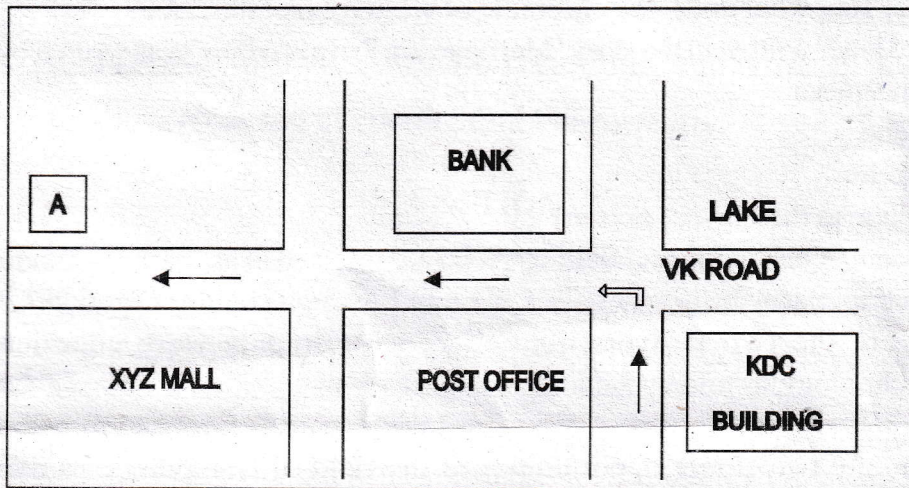 BANK
A
LAKE
VK ROAD
XYZ MALL
POST OFFICE
KDC
BUILDING